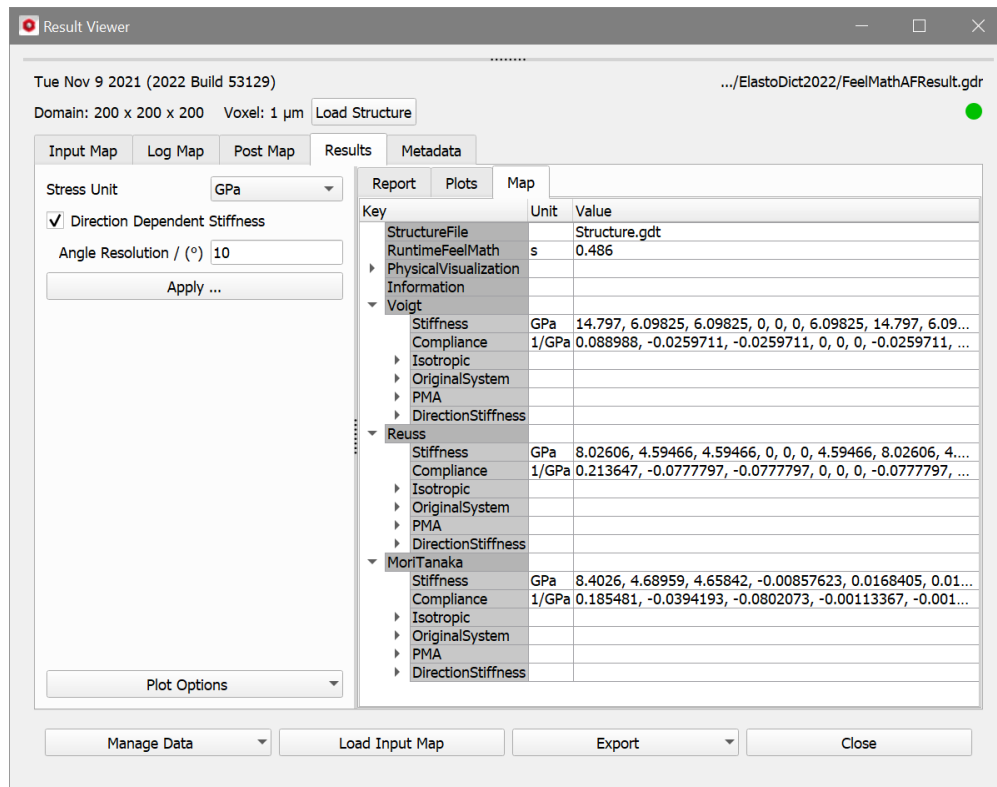 Result Viewer
Tue Nov 9 2021 (2022 Build 53129) .../ElastoDict2022/FeelMathAFResult.gdr
Domain: 200 x 200 x 200 Voxel: 1 µm Load Structure
Input Map Log Map Post Map Results Metadata
Stress Unit GPa
Direction Dependent Stiffness
Angle Resolution / (°) 10
Apply ...
Plot Options
Report Plots Map
Key Unit Value
StructureFile Structure.gdt
RuntimeFeelMath s 0.486
PhysicalVisualization
Information
Voigt
Stiffness GPa 14.797, 6.09825, 6.09825, 0, 0, 0, 6.09825, 14.797, 6.09...
Compliance 1/GPa 0.088988, -0.0259711, -0.0259711, 0, 0, 0, -0.0259711, ...
Isotropic
OriginalSystem
PMA
DirectionStiffness
Reuss
Stiffness GPa 8.02606, 4.59466, 4.59466, 0, 0, 0, 4.59466, 8.02606, 4....
Compliance 1/GPa 0.213647, -0.0777797, -0.0777797, 0, 0, 0, -0.0777797, ...
Isotropic
OriginalSystem
PMA
DirectionStiffness
MoriTanaka
Stiffness GPa 8.4026, 4.68959, 4.65842, -0.00857623, 0.0168405, 0.01...
Compliance 1/GPa 0.185481, -0.0394193, -0.0802073, -0.00113367, -0.001...
Isotropic
OriginalSystem
PMA
DirectionStiffness
Manage Data Load Input Map Export Close